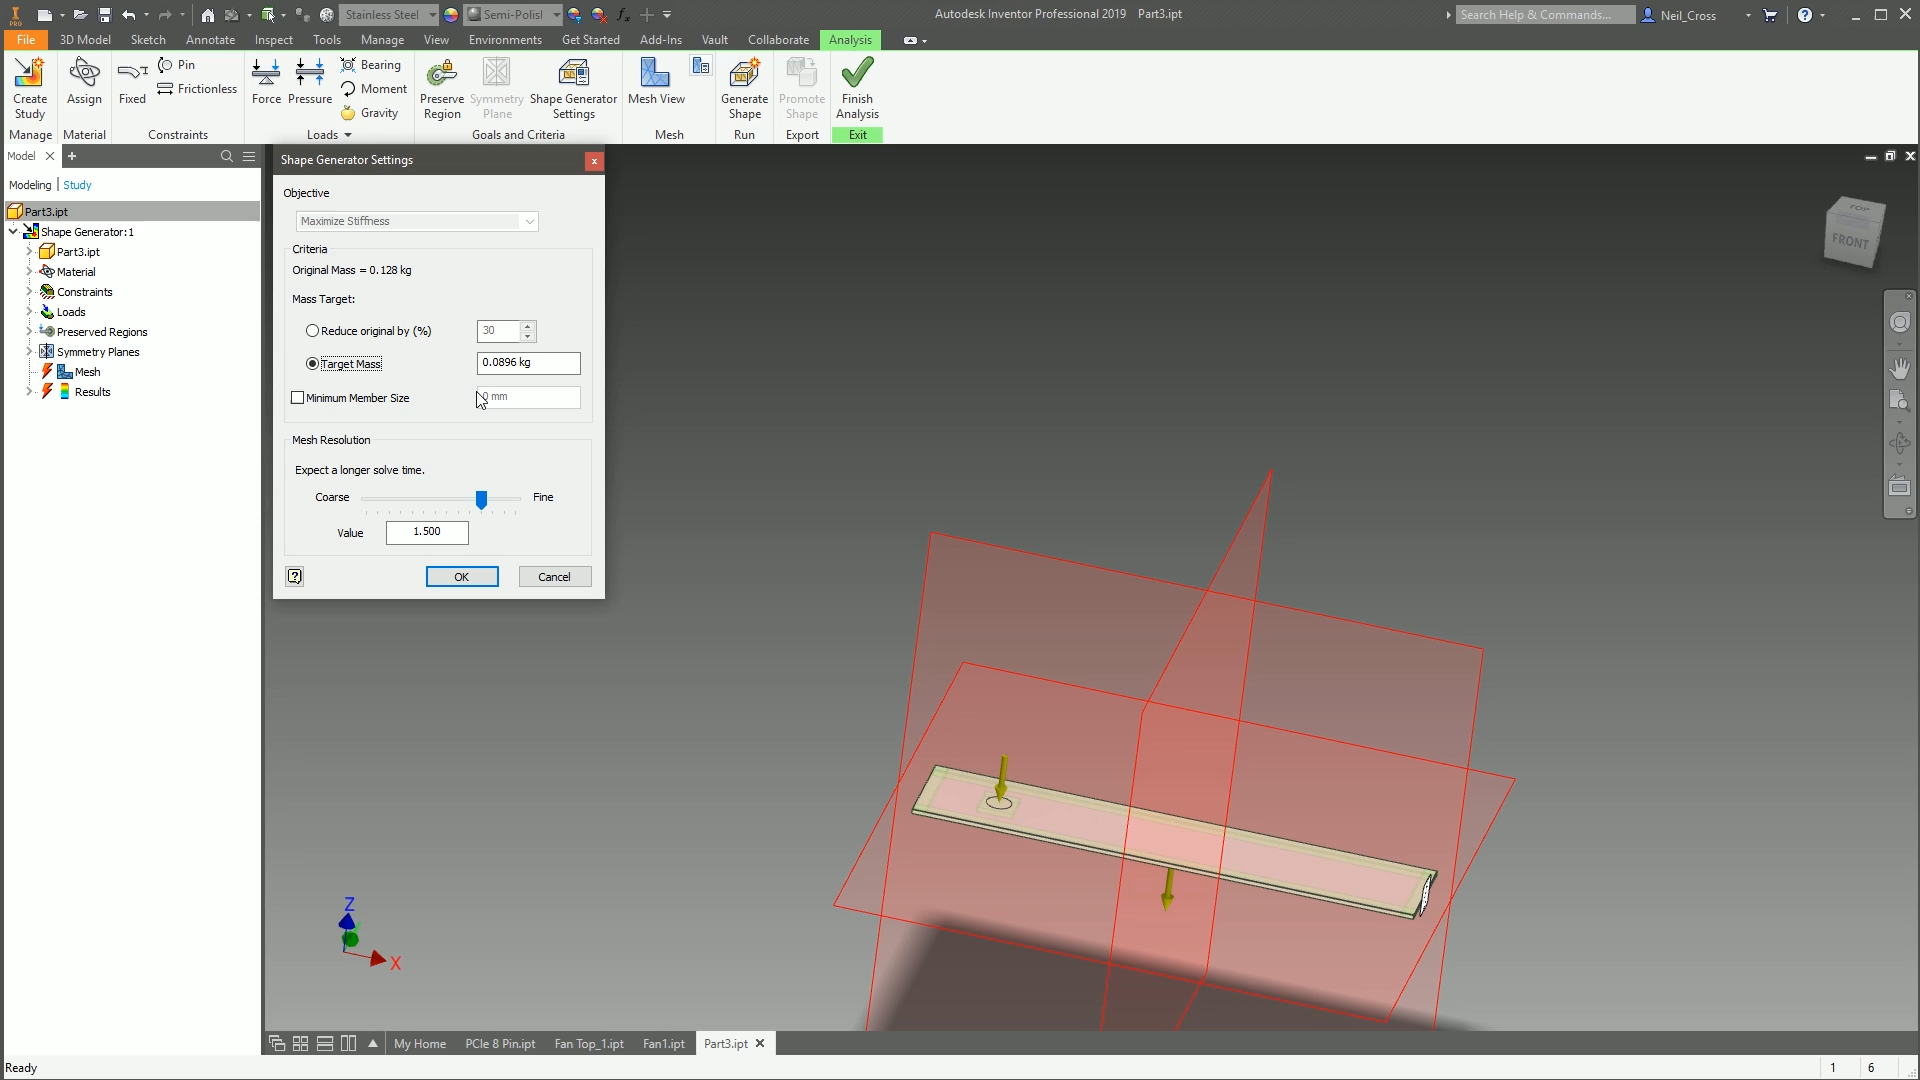 PRO
Stainless Steel
Semi-Polisl
fx
Autodesk Inventor Professional 2019 Part3.ipt
Search Help & Commands...
Neil_Cross
File 3D Model Sketch Annotate Inspect Tools Manage View Environments Get Started Add-Ins Vault Collaborate Analysis
Create Study
Assign
Fixed
Pin
Frictionless
Force
Pressure
Bearing
Moment
Gravity
Preserve Region
Symmetry Plane
Shape Generator Settings
Mesh View
Generate Shape
Promote Shape
Finish Analysis
Manage Material Constraints Loads Goals and Criteria Mesh Run Export Exit
Model
Modeling Study
Part3.ipt
Shape Generator:1
Part3.ipt
Material
Constraints
Loads
Preserved Regions
Symmetry Planes
Mesh
Results
Shape Generator Settings
Objective
Maximize Stiffness
Criteria
Original Mass = 0.128 kg
Mass Target:
Reduce original by (%) 30
Target Mass 0.0896 kg
Minimum Member Size 0 mm
Mesh Resolution
Expect a longer solve time.
Coarse Fine
Value 1.500
OK Cancel
TOP
FRONT
Z
X
My Home PCIe 8 Pin.ipt Fan Top_1.ipt Fan1.ipt Part3.ipt
Ready 1 6